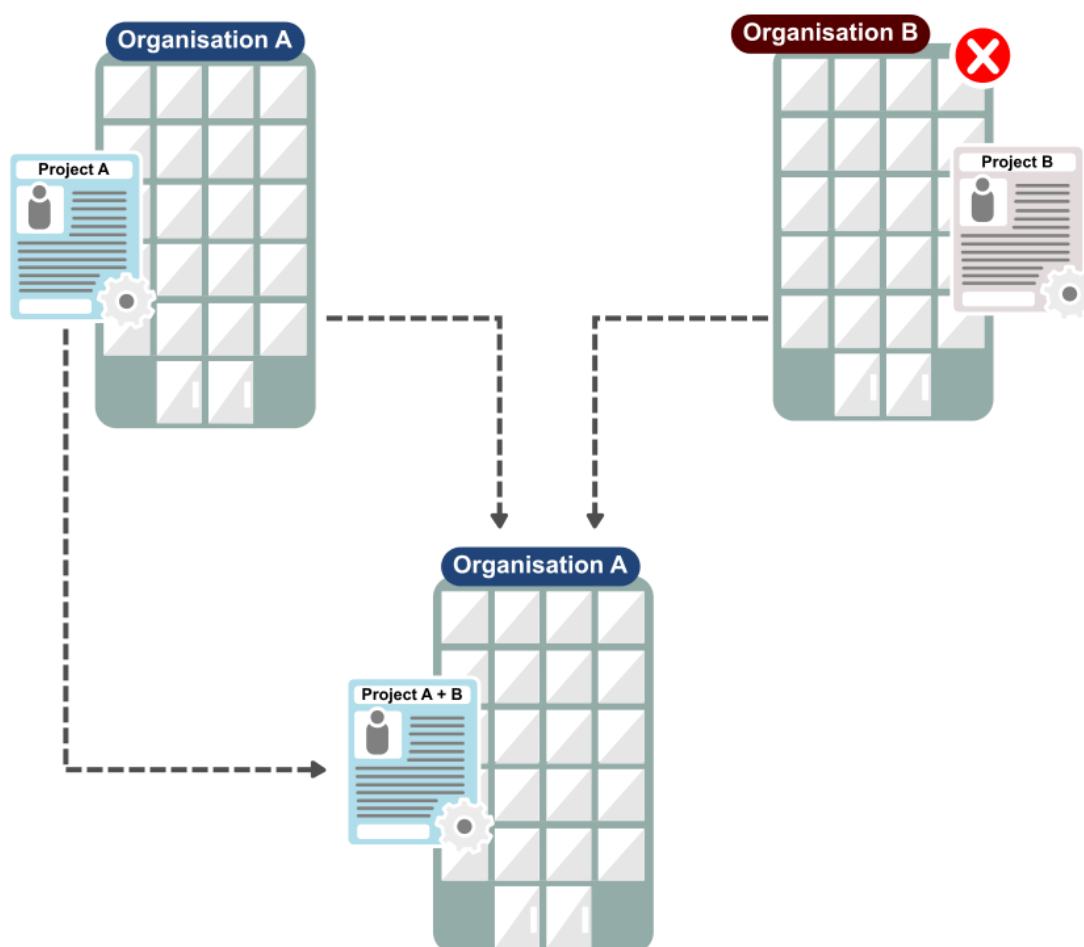 Organisation A
Organisation B
Project A
Project B
Organisation A
Project A + B